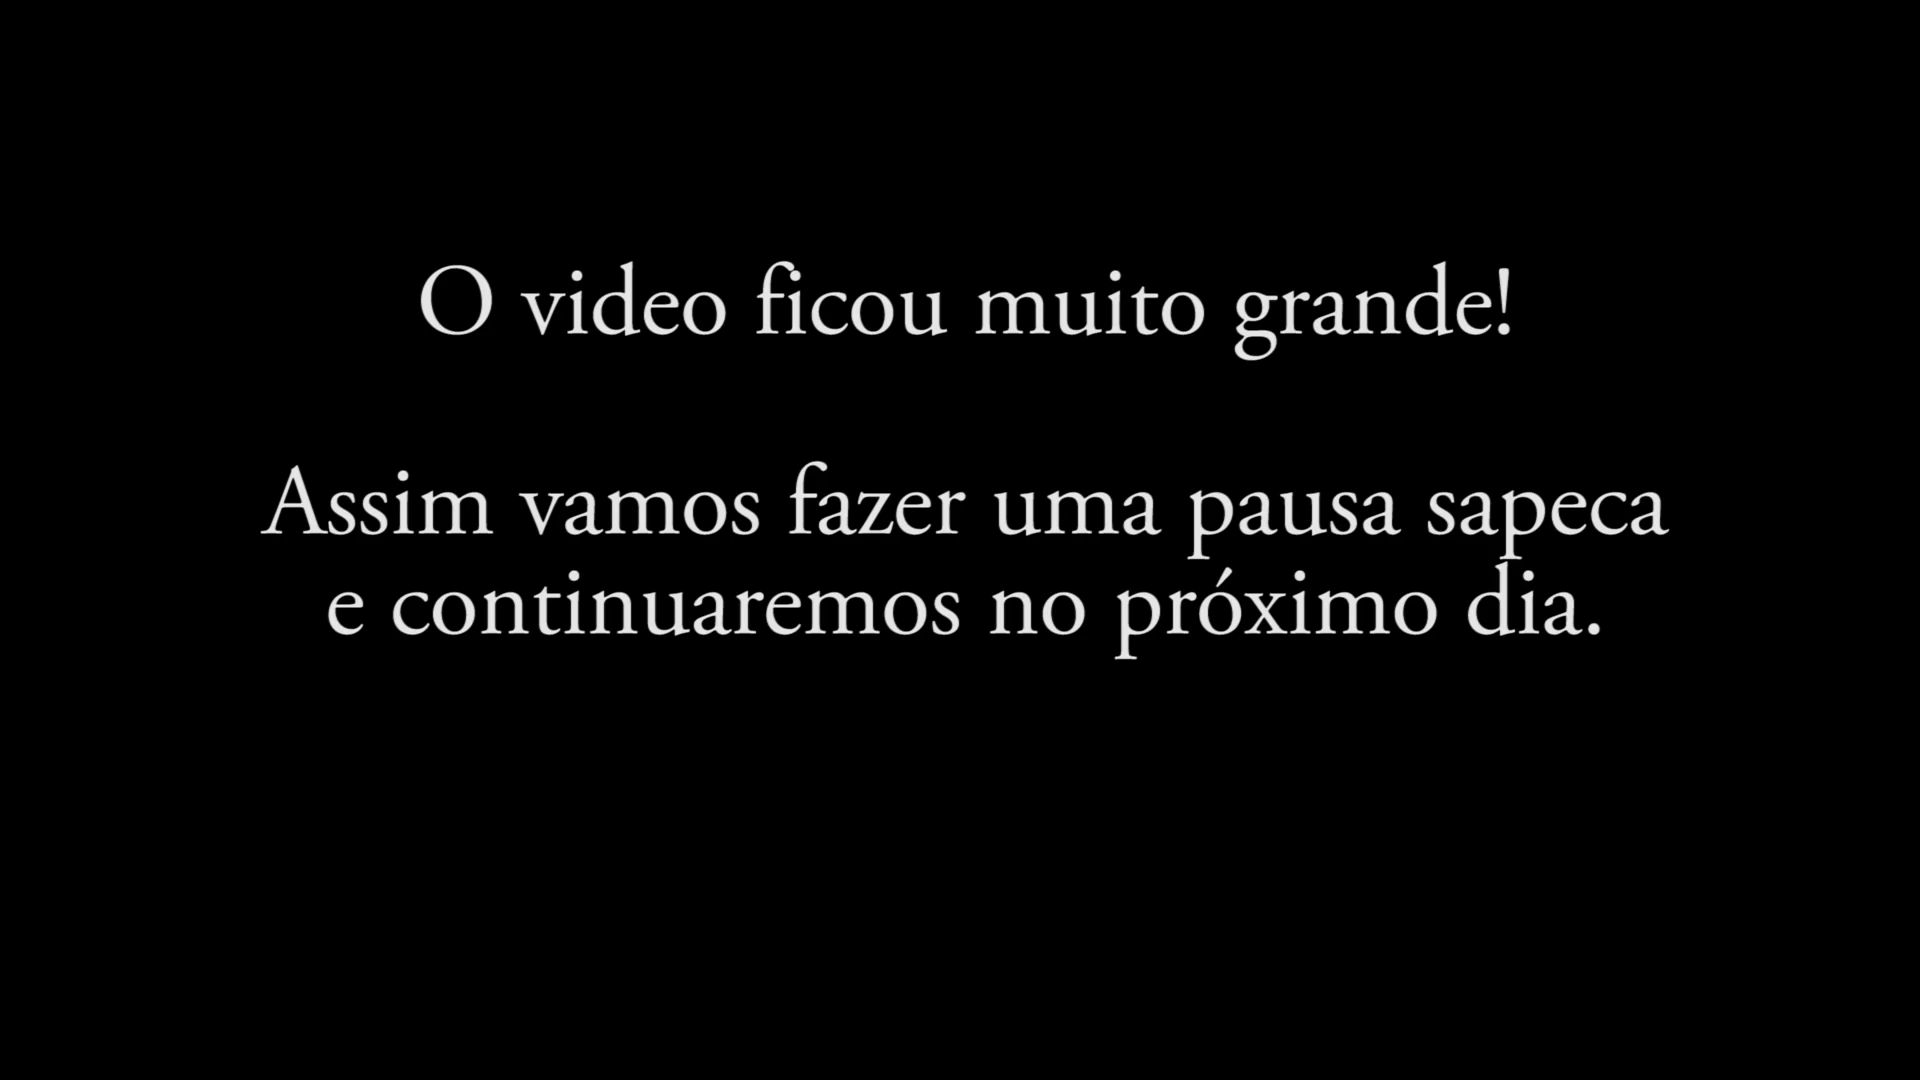 O video ficou muito grande!
Assim vamos fazer uma pausa sapeca
e continuaremos no próximo dia.